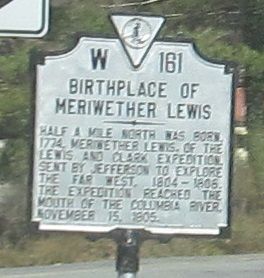 W 161
BIRTHPLACE OF
MERIWETHER LEWIS
HALF A MILE NORTH WAS BORN,
1774, MERIWETHER LEWIS, OF THE
LEWIS AND CLARK EXPEDITION,
SENT BY JEFFERSON TO EXPLORE
THE FAR WEST, 1804-1806.
THE EXPEDITION REACHED THE
MOUTH OF THE COLUMBIA RIVER,
NOVEMBER 15, 1805.